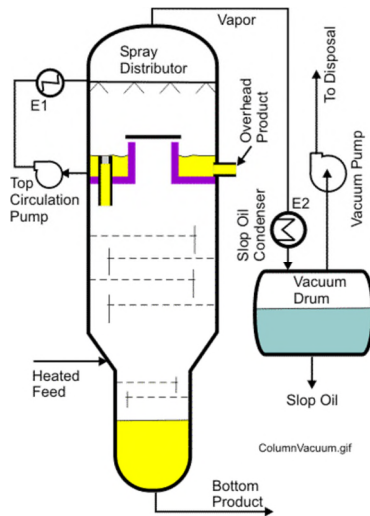 Vapor
Spray
Distributor
E1
Overhead
Product
To Disposal
Vacuum Pump
Top
Circulation
Pump
Slop Oil
Condenser
E2
Vacuum
Drum
Heated
Feed
Slop Oil
ColumnVacuum.gif
Bottom
Product